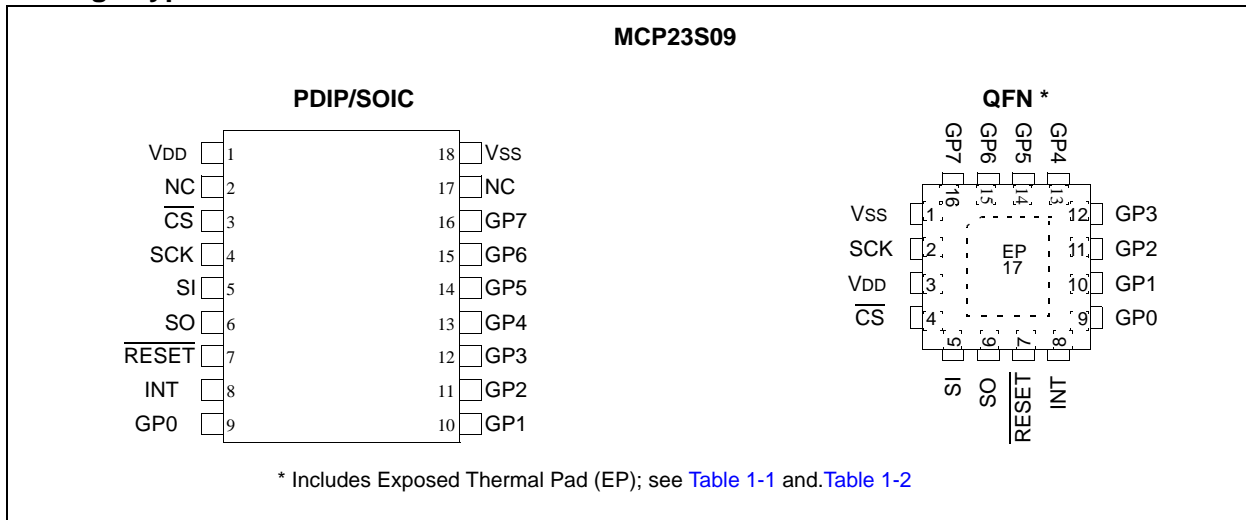 MCP23S09
PDIP/SOIC
VDD 1 18 Vss
NC 2 17 NC
CS 3 16 GP7
SCK 4 15 GP6
SI 5 14 GP5
SO 6 13 GP4
RESET 7 12 GP3
INT 8 11 GP2
GP0 9 10 GP1
QFN *
GP7 GP6 GP5 GP4
16 15 14 13
Vss 1 12 GP3
SCK 2 11 GP2
VDD 3 10 GP1
CS 4 9 GP0
EP
17
5 6 7 8
SI SO RESET INT
* Includes Exposed Thermal Pad (EP); see Table 1-1 and.Table 1-2